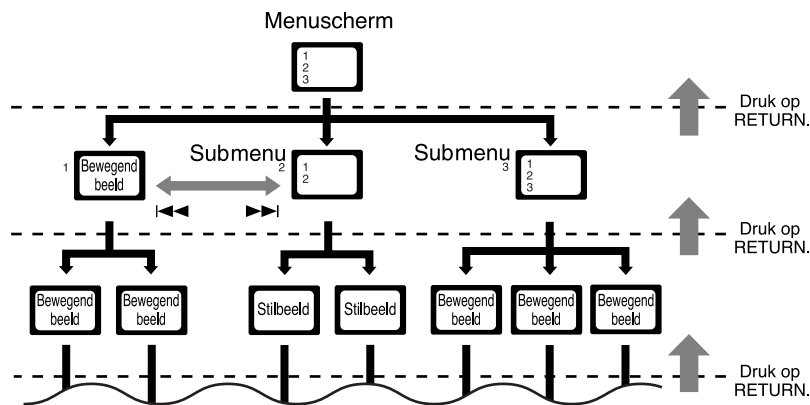 Menuscherm
1
2
3
Druk op
RETURN.
1
Bewegend
beeld
Submenu
2
1
2
Submenu
3
1
2
3
Druk op
RETURN.
Bewegend
beeld
Bewegend
beeld
Stilbeeld
Stilbeeld
Bewegend
beeld
Bewegend
beeld
Bewegend
beeld
Druk op
RETURN.